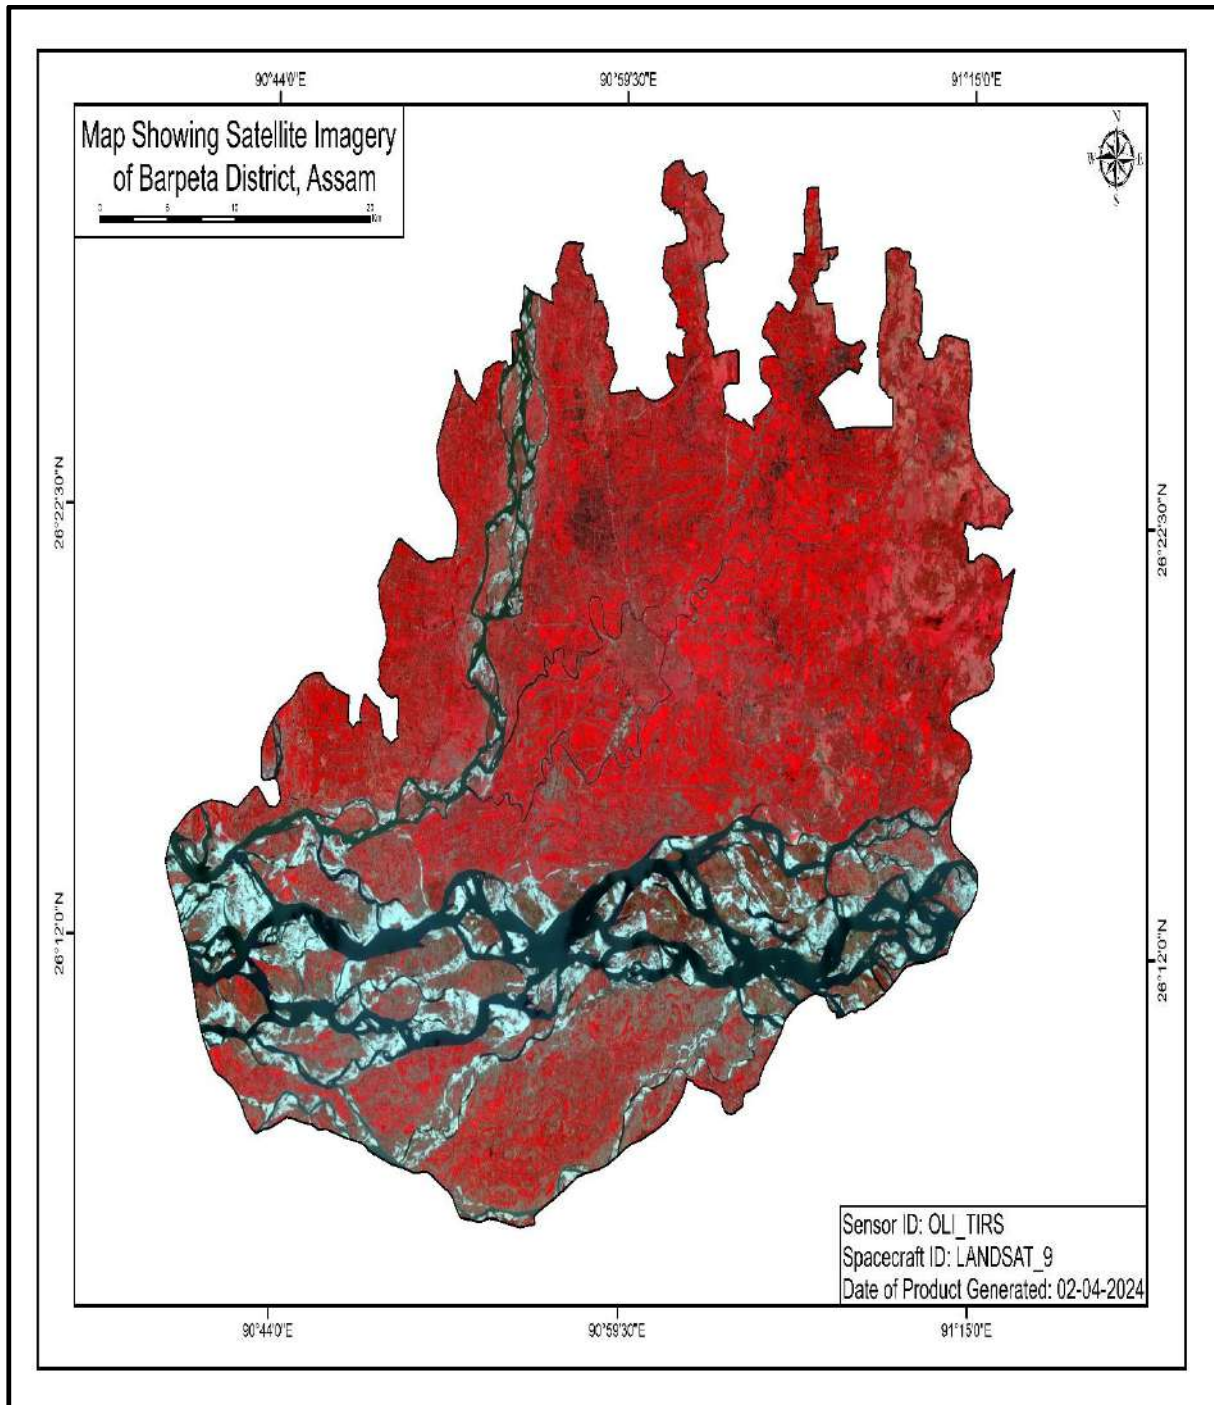 90°44'0"E 90°59'30"E 91°15'0"E
Map Showing Satellite Imagery
of Barpeta District, Assam
0 5 10 20
Km
N
W E
S
26°22'30"N 26°22'30"N
26°12'0"N 26°12'0"N
Sensor ID: OLI_TIRS
Spacecraft ID: LANDSAT_9
Date of Product Generated: 02-04-2024
90°44'0"E 90°59'30"E 91°15'0"E